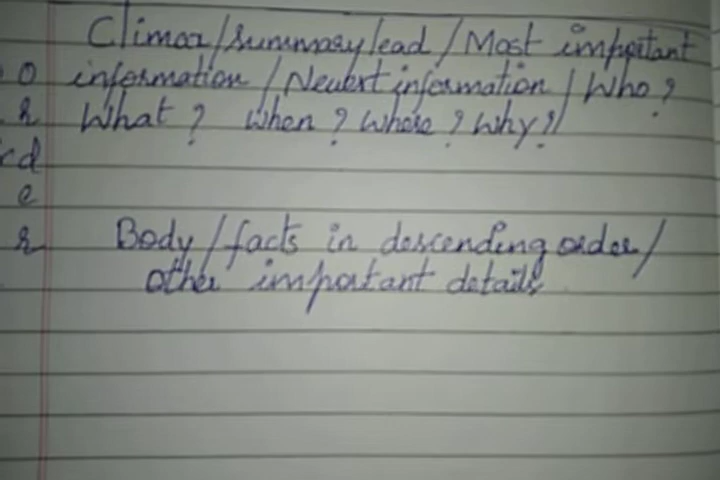 Climax/summary lead / Most important
information / Newest information / Who?
What? When? Where? Why?/
Body/facts in descending order/
other important details
O
r
rd
e
r